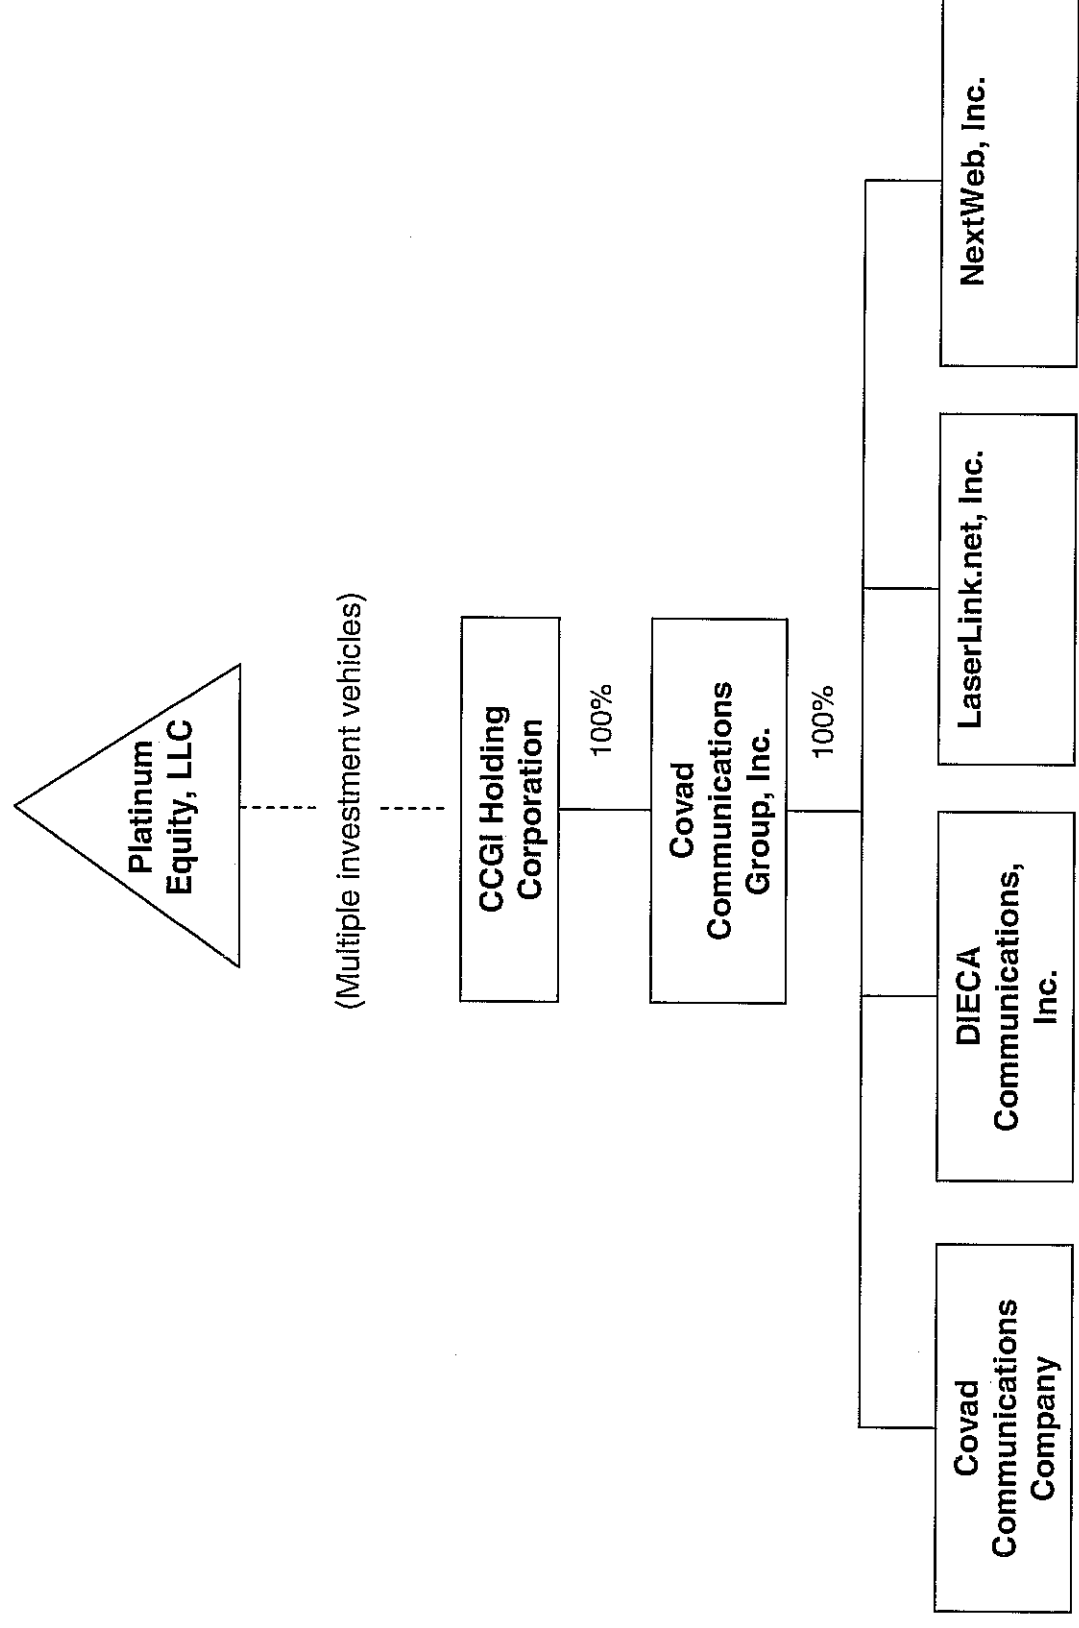 Platinum
Equity, LLC
(Multiple investment vehicles)
CCGI Holding
Corporation
100%
Covad
Communications
Group, Inc.
100%
Covad
Communications
Company
DIECA
Communications,
Inc.
LaserLink.net, Inc.
NextWeb, Inc.